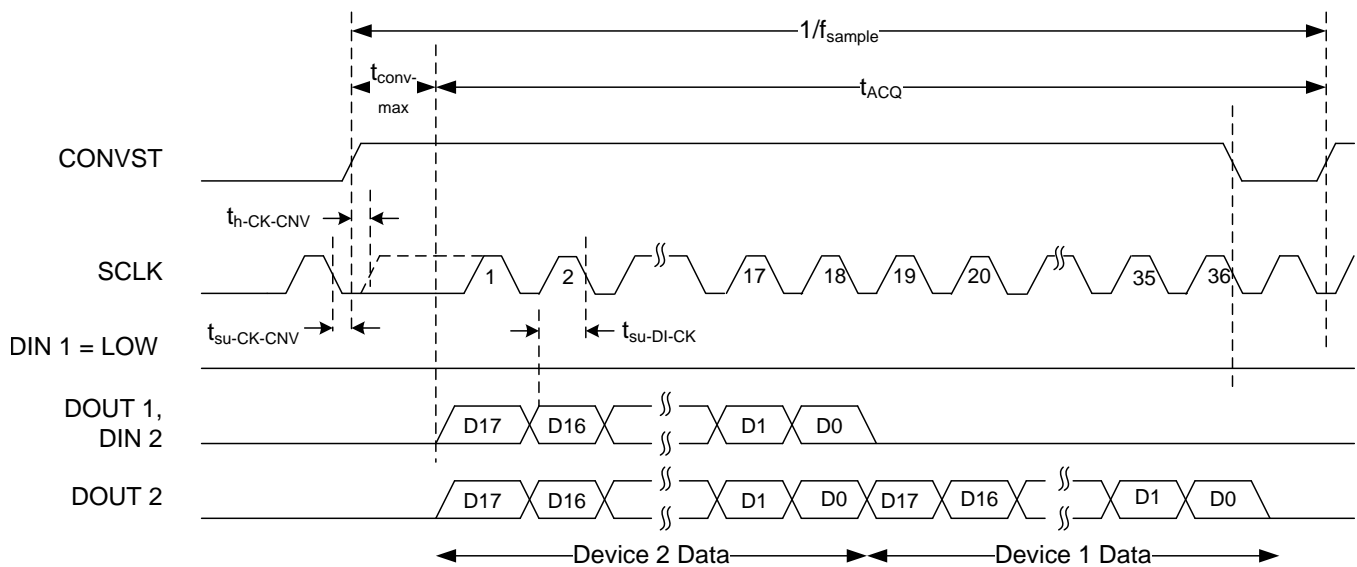 1/fsample
tconv-
max
tACQ
CONVST
th-CK-CNV
SCLK
1 2 17 18 19 20 35 36
tsu-CK-CNV
tsu-DI-CK
DIN 1 = LOW
DOUT 1,
DIN 2
D17 D16 D1 D0
DOUT 2
D17 D16 D1 D0 D17 D16 D1 D0
Device 2 Data Device 1 Data